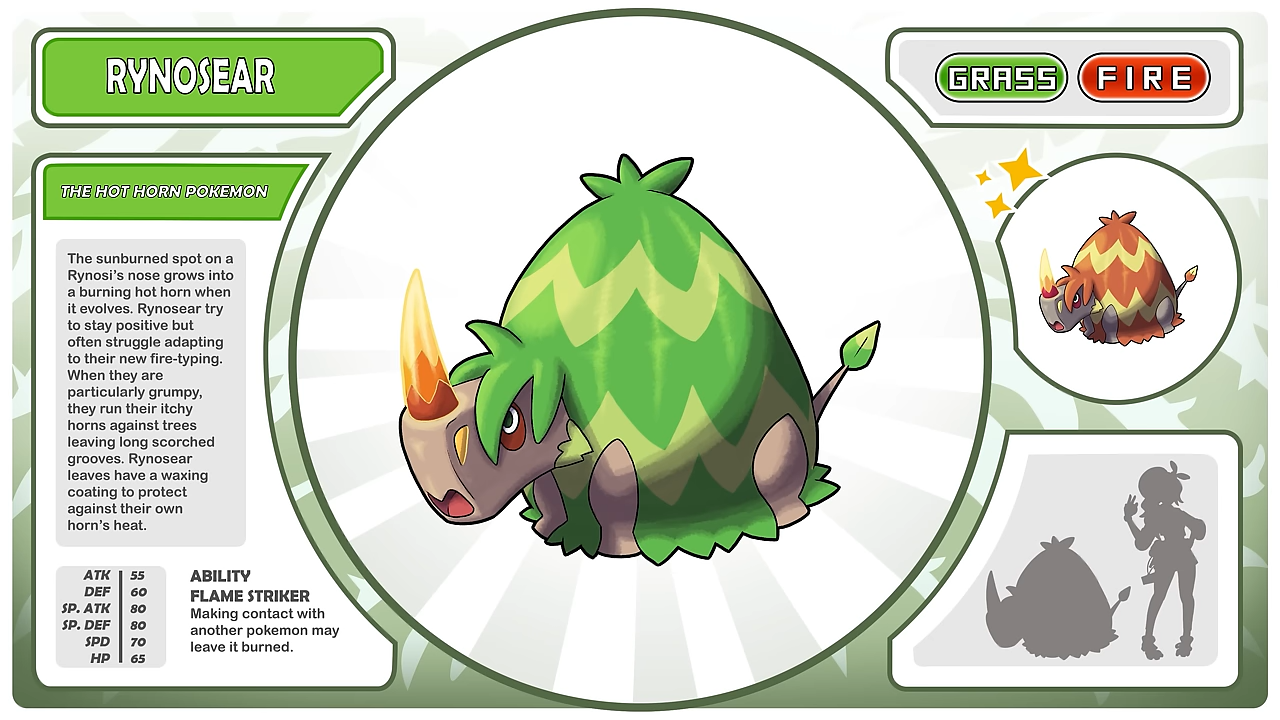 RYNOSEAR
GRASS FIRE
THE HOT HORN POKEMON
The sunburned spot on a
Rynosi's nose grows into
a burning hot horn when
it evolves. Rynosear try
to stay positive but
often struggle adapting
to their new fire-typing.
When they are
particularly grumpy,
they run their itchy
horns against trees
leaving long scorched
grooves. Rynosear
leaves have a waxing
coating to protect
against their own
horn's heat.
ATK 55
DEF 60
SP. ATK 80
SP. DEF 80
SPD 70
HP 65
ABILITY
FLAME STRIKER
Making contact with
another pokemon may
leave it burned.